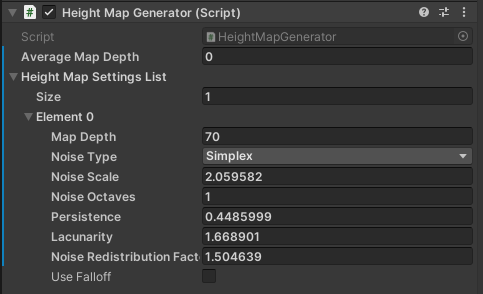 Height Map Generator (Script)
Script HeightMapGenerator
Average Map Depth 0
Height Map Settings List
Size 1
Element 0
Map Depth 70
Noise Type Simplex
Noise Scale 2.059582
Noise Octaves 1
Persistence 0.4485999
Lacunarity 1.668901
Noise Redistribution Facto 1.504639
Use Falloff